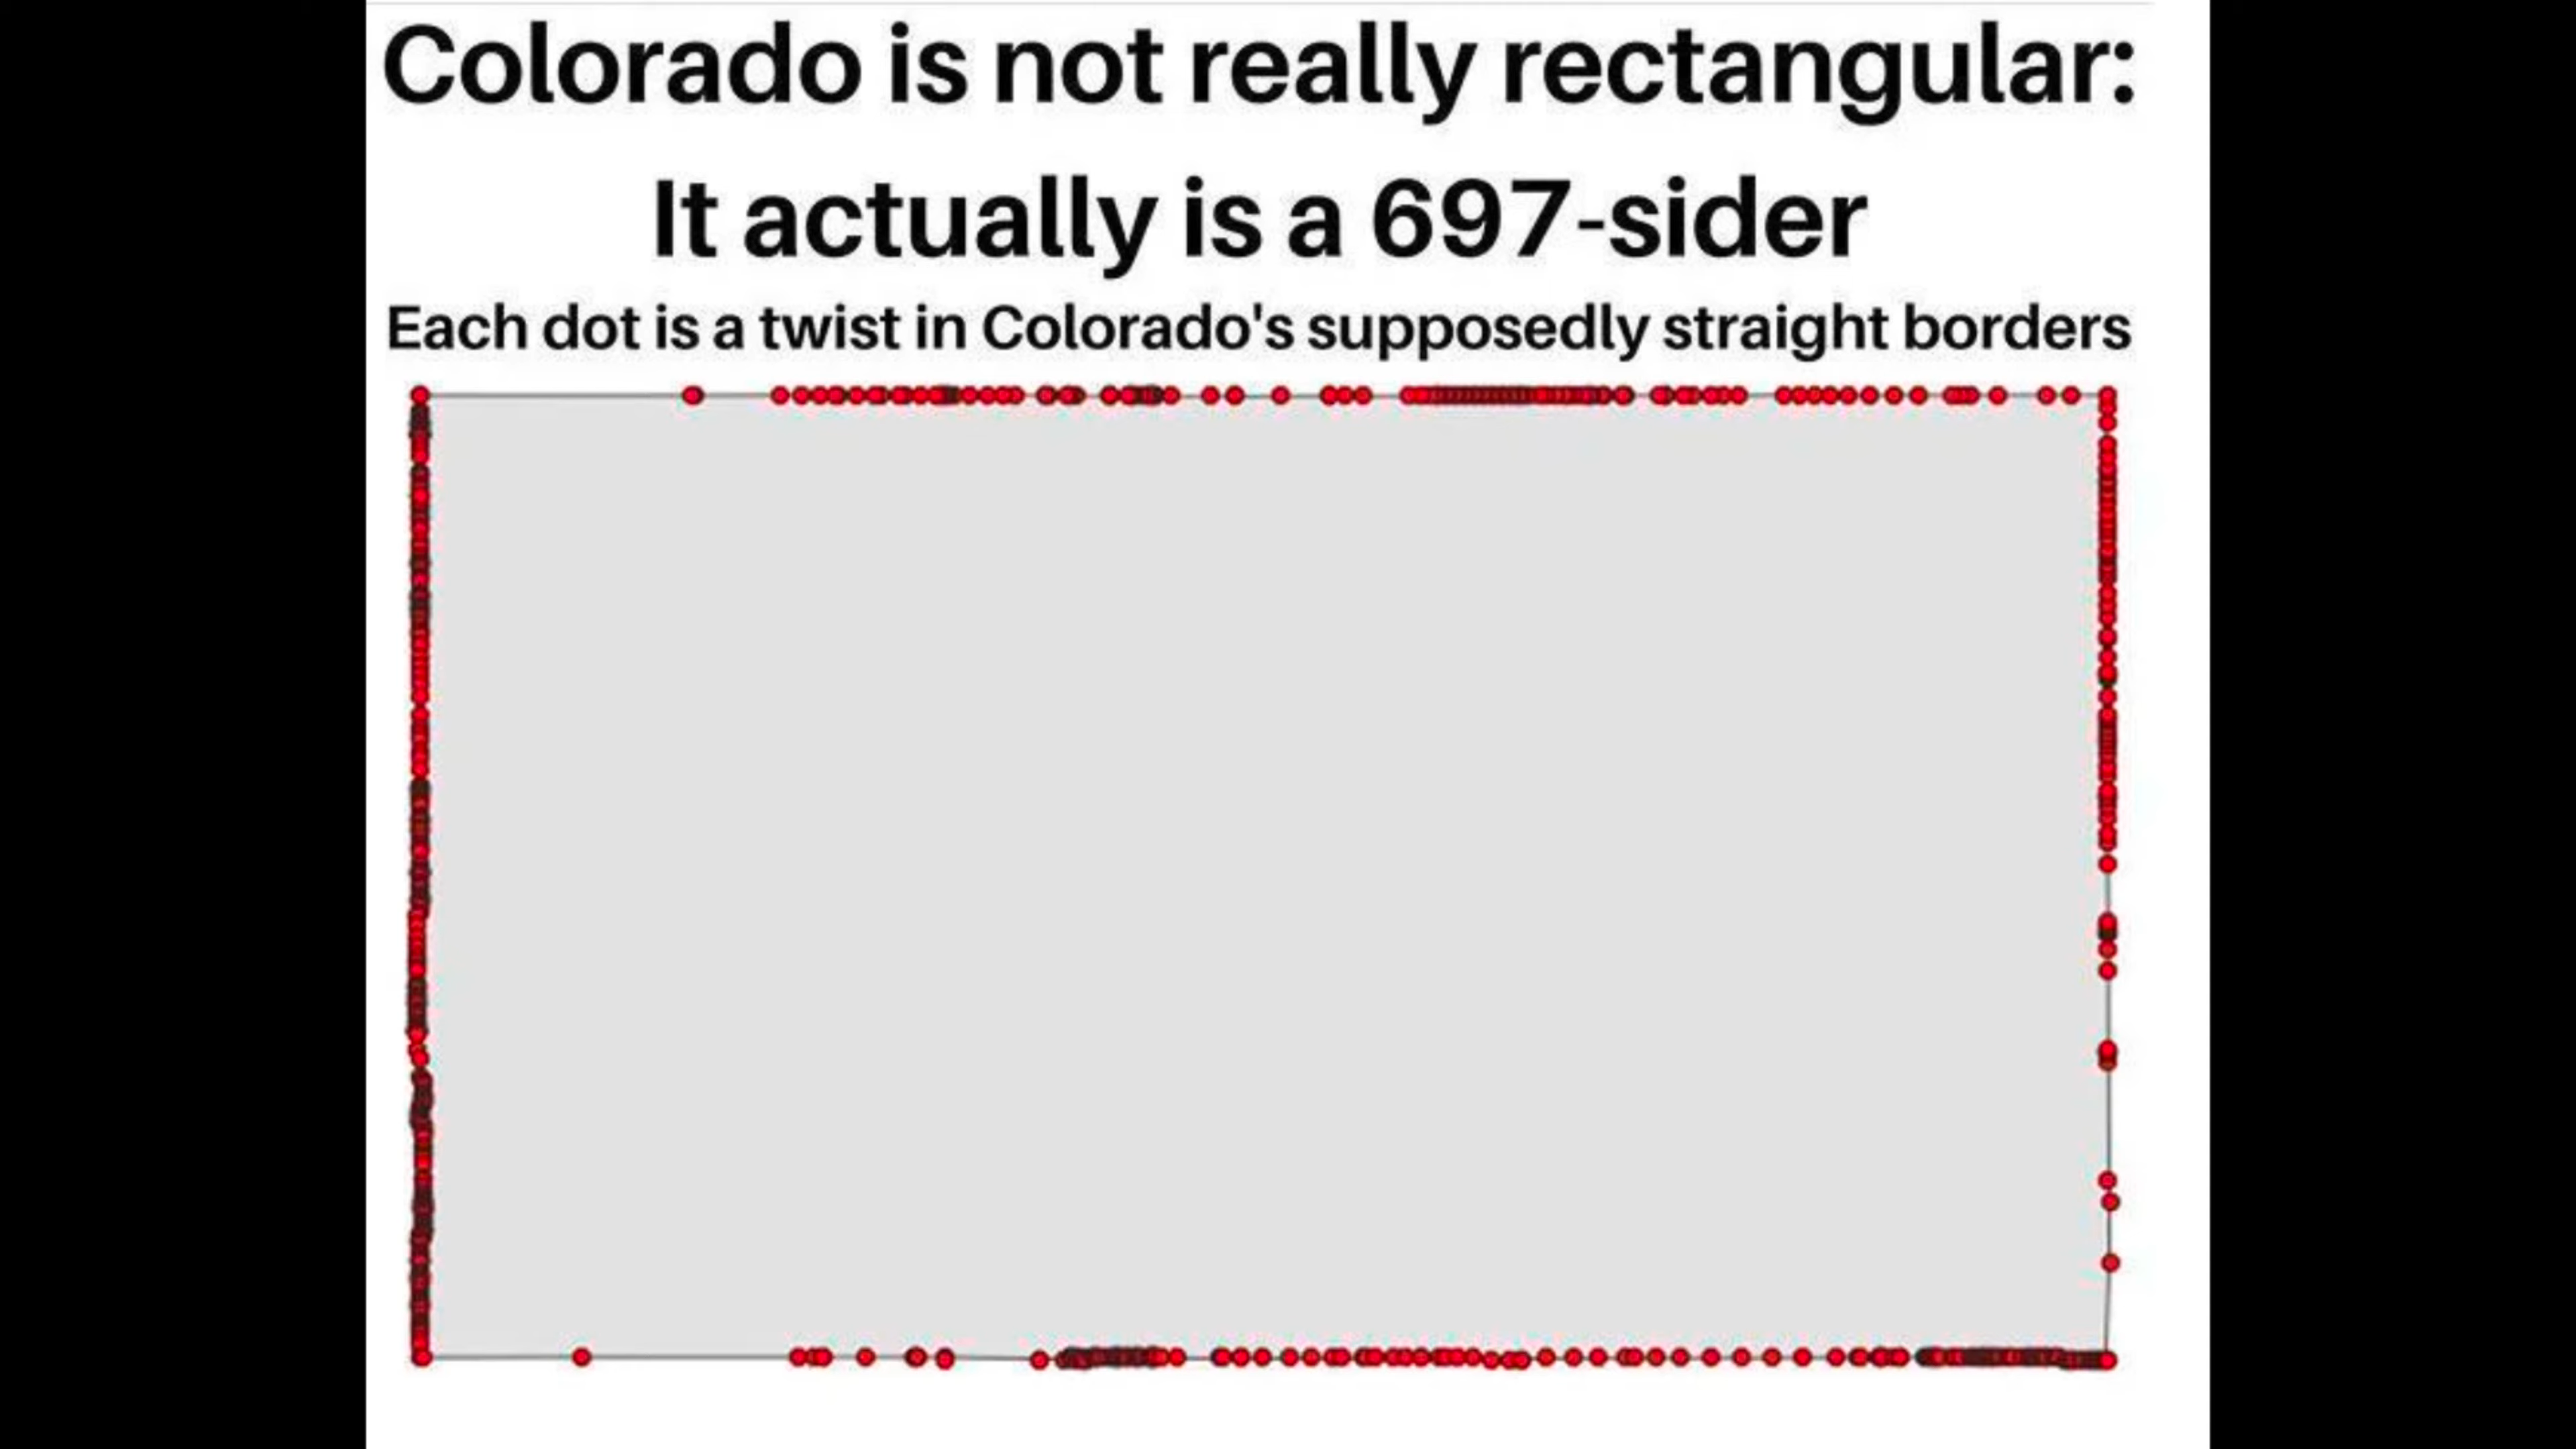 Colorado is not really rectangular:
It actually is a 697-sider
Each dot is a twist in Colorado's supposedly straight borders